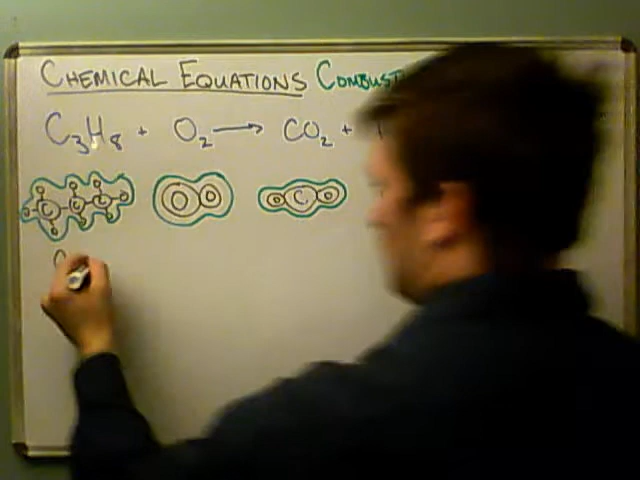 CHEMICAL EQUATIONS COMBUST
C₃H₈ + O₂ → CO₂ +
C C C O O O C O